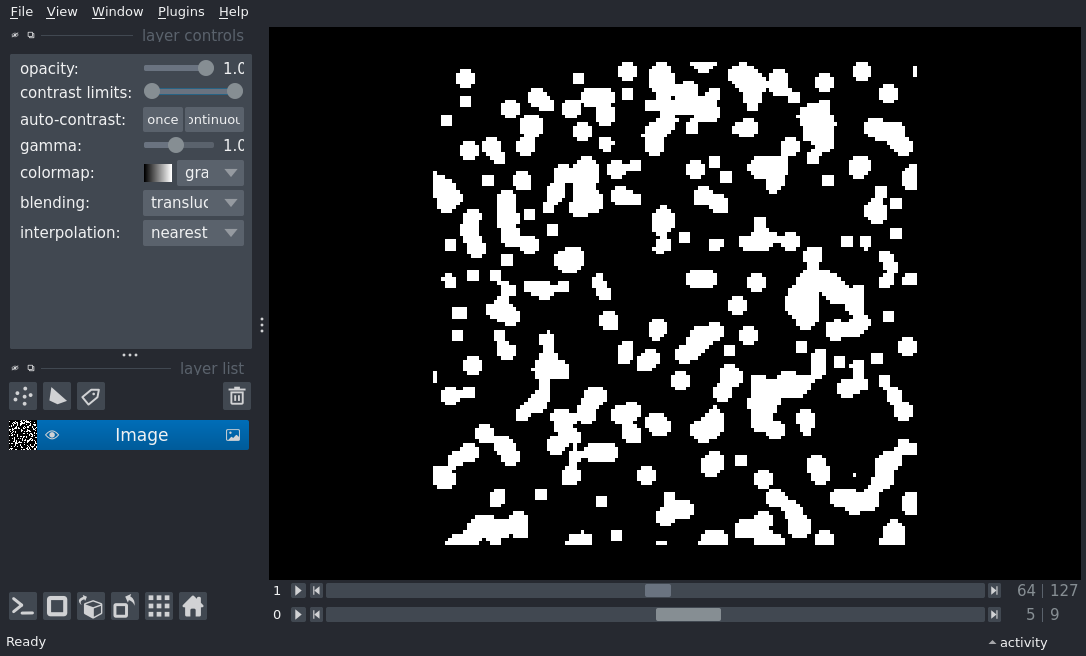 File View Window Plugins Help
layer controls
opacity: 1.0
contrast limits:
auto-contrast: once ontinuou
gamma: 1.0
colormap: gra
blending: transluc
interpolation: nearest
layer list
Image
1 64 | 127
0 5 | 9
Ready activity